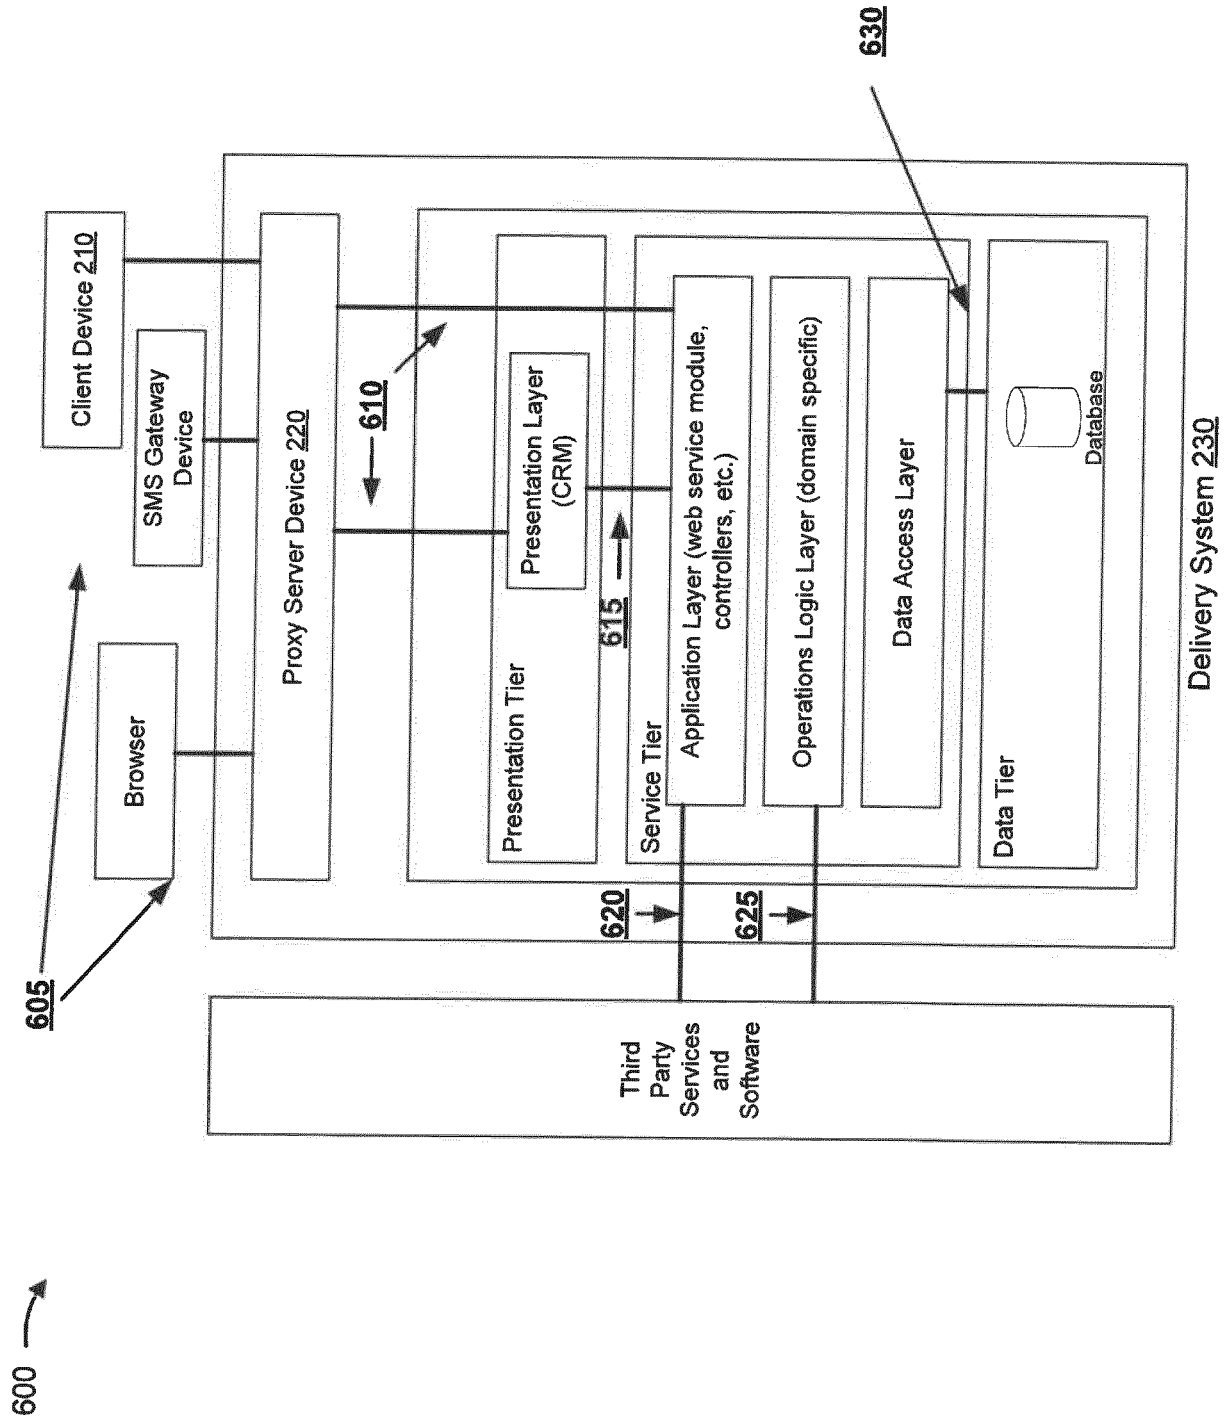 600
605
Browser
SMS Gateway
Device
Client Device 210
Proxy Server Device 220
610
Presentation Tier
Presentation Layer
(CRM)
615
Service Tier
Application Layer (web service module,
controllers, etc.)
Operations Logic Layer (domain specific)
Data Access Layer
620
625
630
Data Tier
Database
Third
Party
Services
and
Software
Delivery System 230